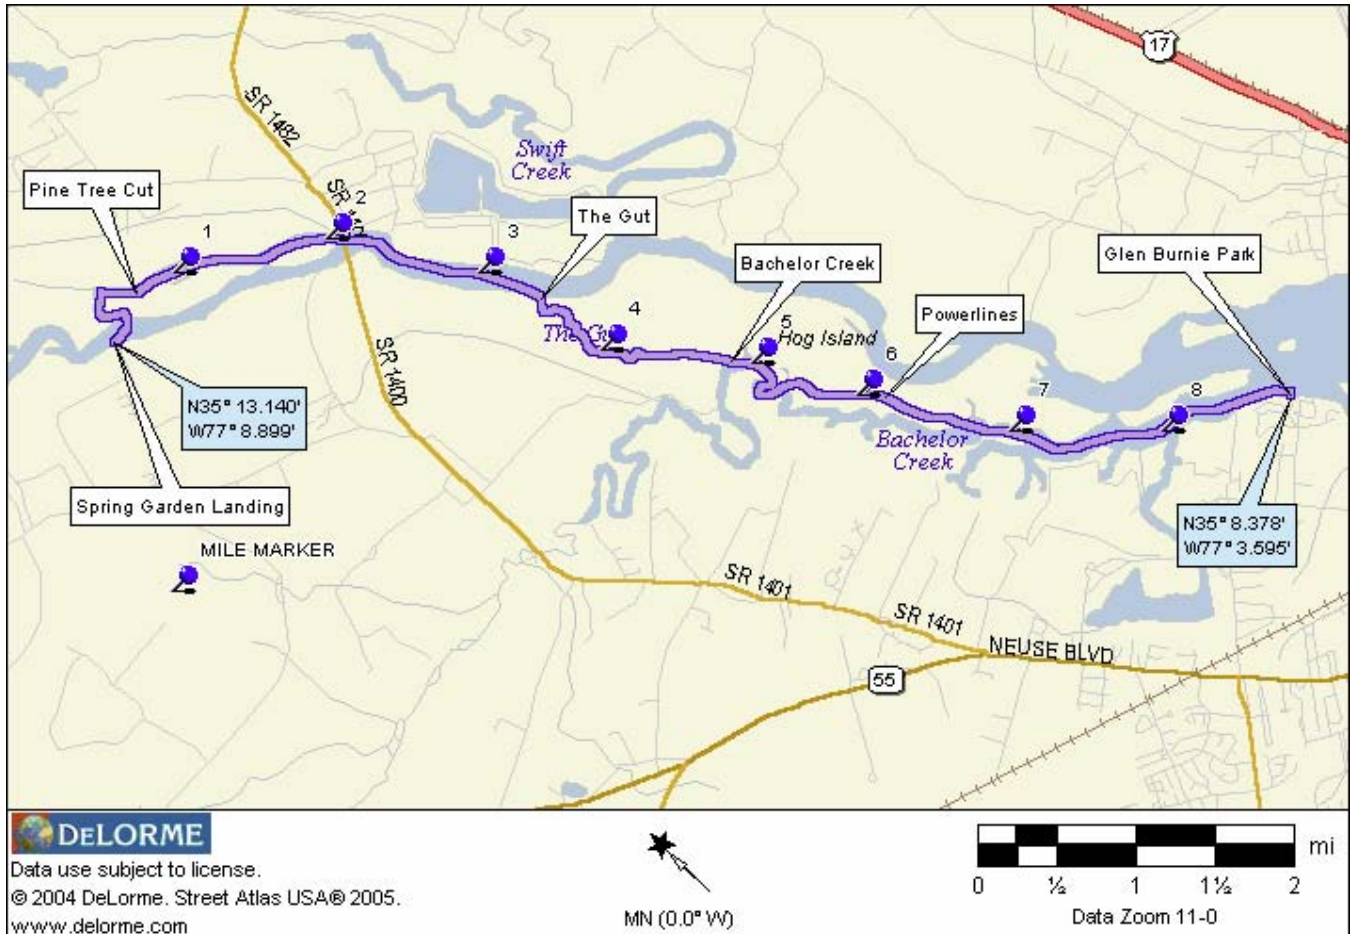 17
SR 1482
Swift
Creek
Pine Tree Cut
2
1
3
The Gut
Glen Burnie Park
Bachelor Creek
Powerlines
4
5
Hog Island
6
7
8
SR 1400
N35° 13.140'
W77° 8.899'
Bachelor
Creek
Spring Garden Landing
N35° 8.378'
W77° 3.595'
MILE MARKER
SR 1401
SR 1401
NEUSE BLVD
55
DELORME
Data use subject to license.
© 2004 DeLorme. Street Atlas USA® 2005.
www.delorme.com
MN (0.0° W)
mi
0 ½ 1 1½ 2
Data Zoom 11-0